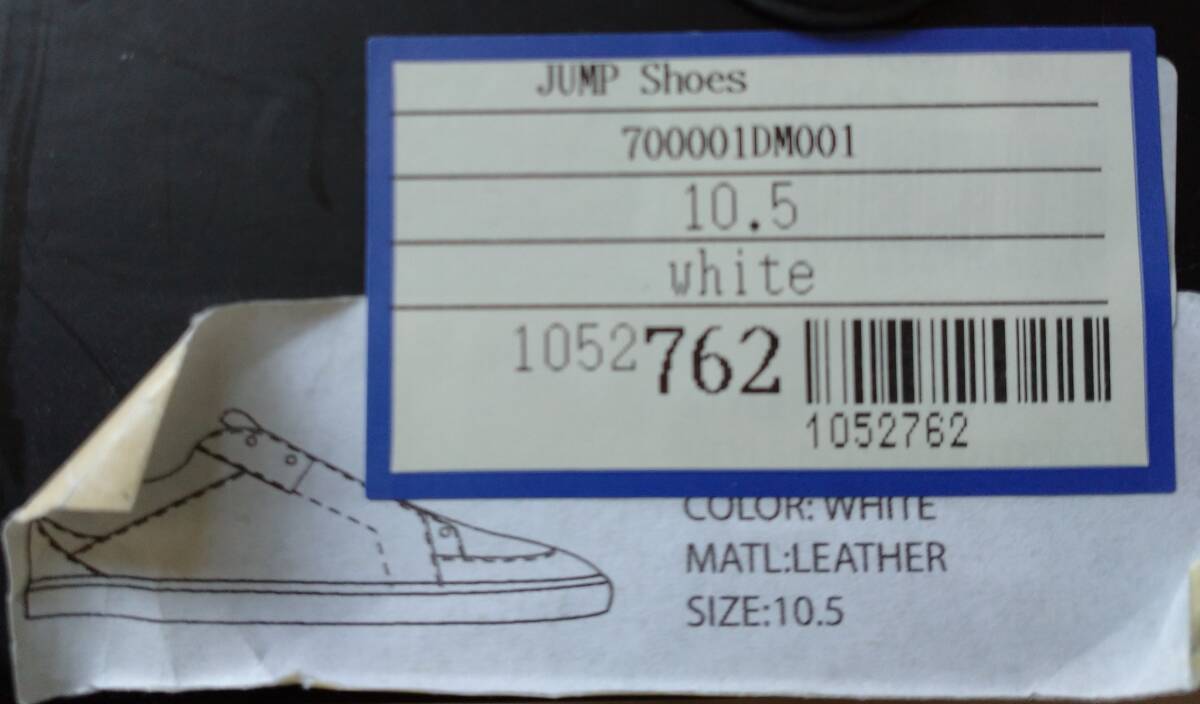 JUMP Shoes
700001DM001
10.5
white
1052762
1052762
COLOR: WHITE
MATL:LEATHER
SIZE:10.5